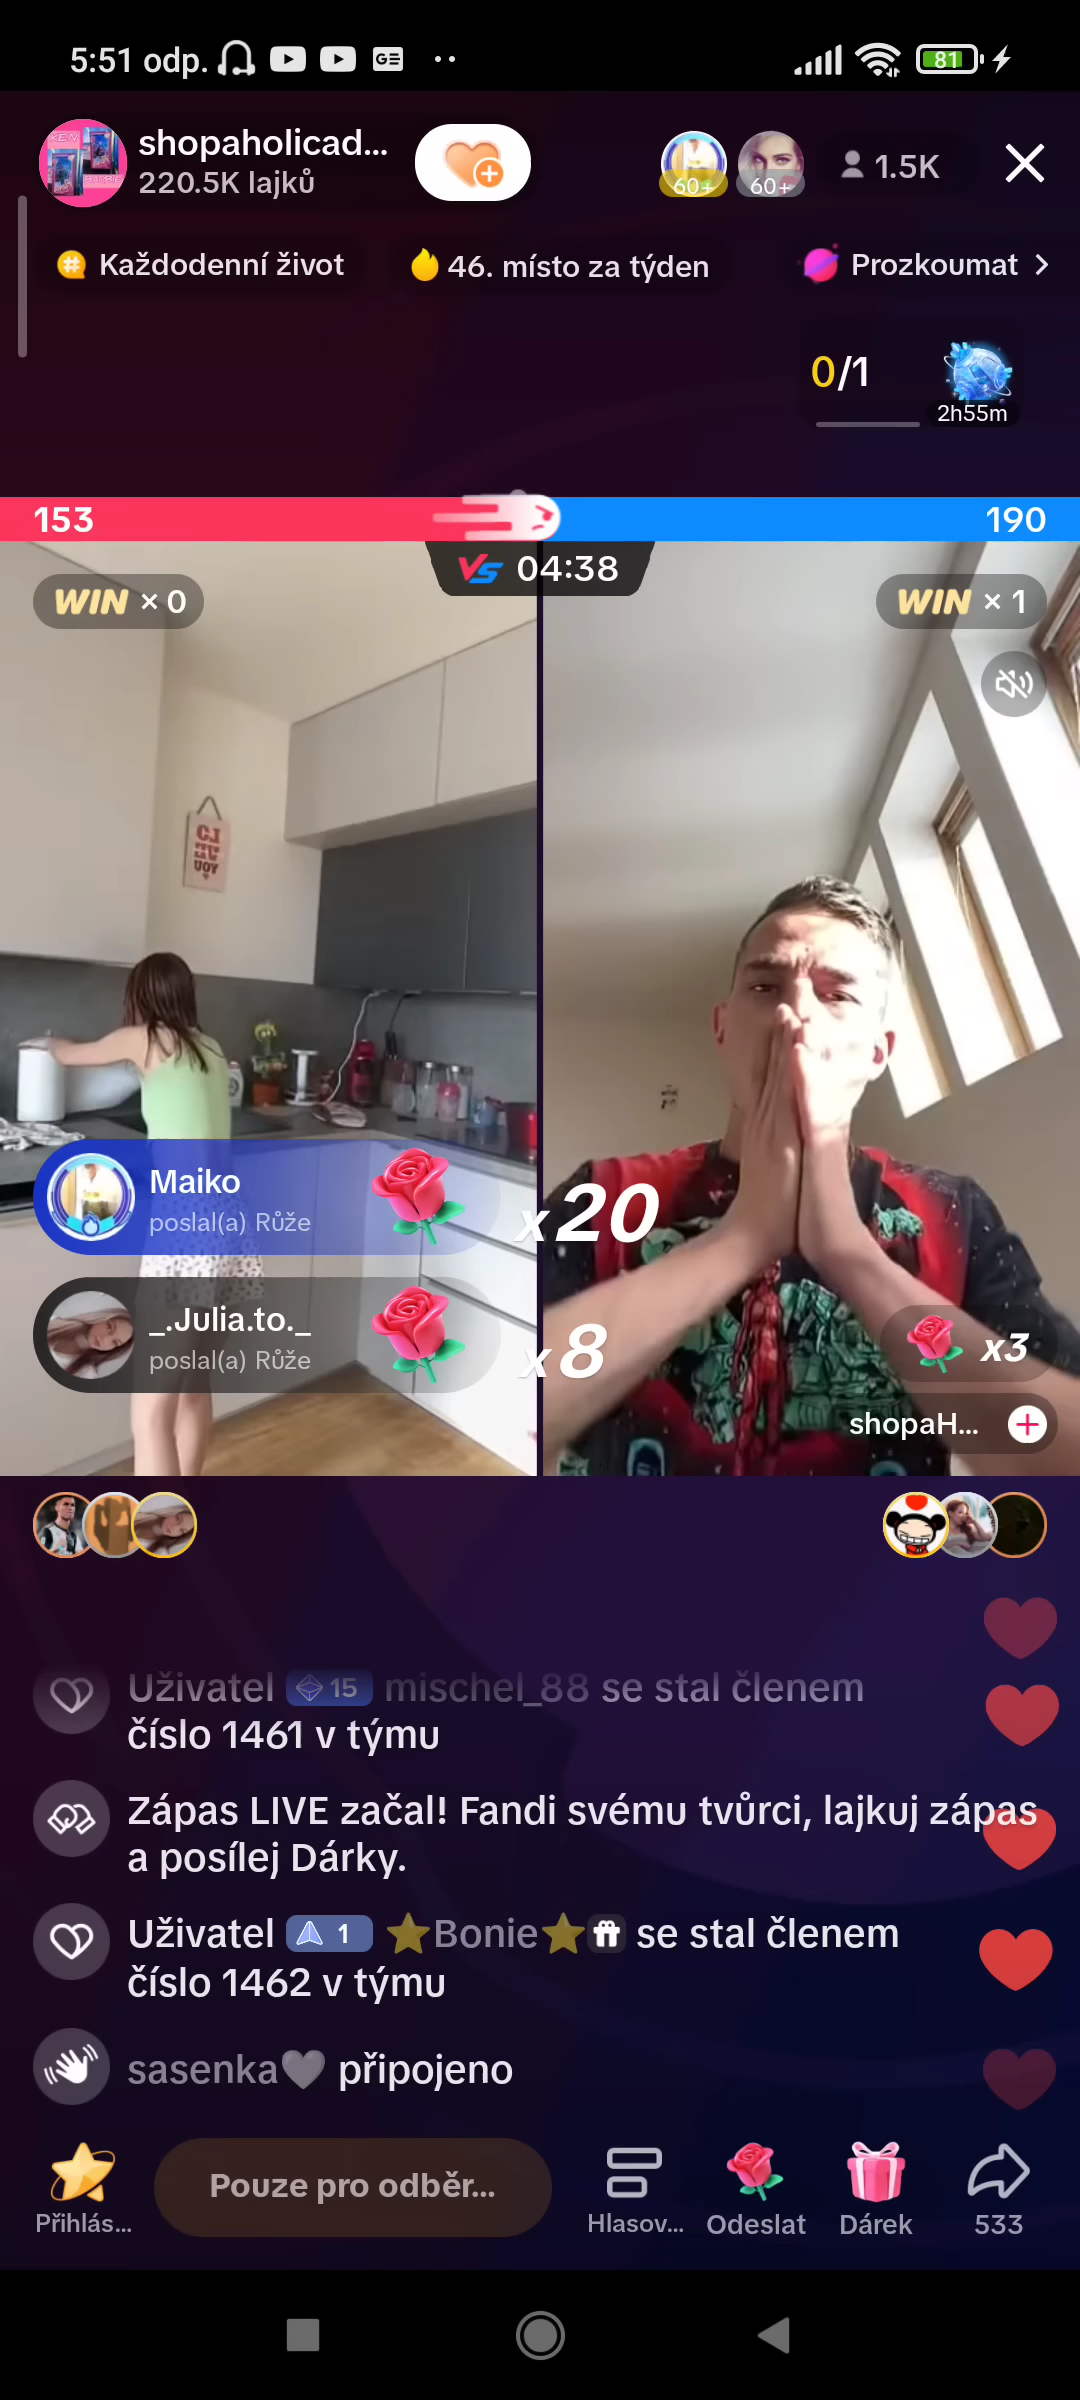 5:51 odp.
81
shopaholicad...
220.5K lajků
60+
60+
1.5K
Každodenní život
46. místo za týden
Prozkoumat
0/1
2h55m
153
190
VS 04:38
WIN × 0
WIN × 1
Maiko
poslal(a) Růže
x20
_.Julia.to._
poslal(a) Růže
x8
x3
shopaH...
Uživatel 15 mischel_88 se stal členem
číslo 1461 v týmu
Zápas LIVE začal! Fandi svému tvůrci, lajkuj zápas
a posílej Dárky.
Uživatel 1 ⭐Bonie⭐ se stal členem
číslo 1462 v týmu
sasenka🖤 připojeno
Přihlás...
Pouze pro odběr...
Hlasov...
Odeslat
Dárek
533